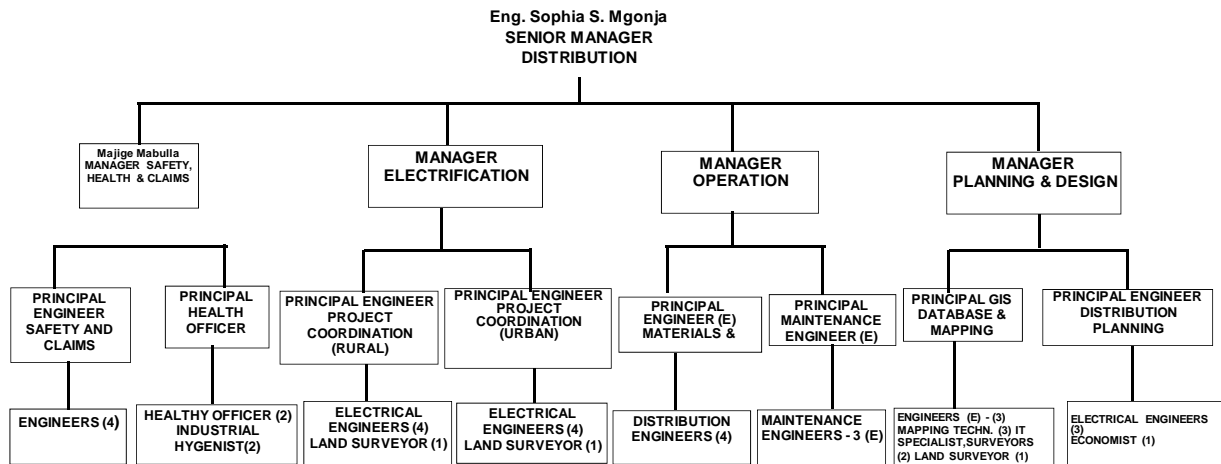 Eng. Sophia S. Mgonja
SENIOR MANAGER
DISTRIBUTION
Majige Mabulla
MANAGER SAFETY,
HEALTH & CLAIMS
MANAGER
ELECTRIFICATION
MANAGER
OPERATION
MANAGER
PLANNING & DESIGN
PRINCIPAL
ENGINEER
SAFETY AND
CLAIMS
PRINCIPAL
HEALTH
OFFICER
PRINCIPAL ENGINEER
PROJECT
COORDINATION
(RURAL)
PRINCIPAL ENGINEER
PROJECT
COORDINATION
(URBAN)
PRINCIPAL
ENGINEER (E)
MATERIALS &
PRINCIPAL
MAINTENANCE
ENGINEER (E)
PRINCIPAL GIS
DATABASE &
MAPPING
PRINCIPAL ENGINEER
DISTRIBUTION
PLANNING
ENGINEERS (4)
HEALTHY OFFICER (2)
INDUSTRIAL
HYGENIST(2)
ELECTRICAL
ENGINEERS (4)
LAND SURVEYOR (1)
ELECTRICAL
ENGINEERS (4)
LAND SURVEYOR (1)
DISTRIBUTION
ENGINEERS (4)
MAINTENANCE
ENGINEERS - 3 (E)
ENGINEERS (E) - (3)
MAPPING TECHN. (3) IT
SPECIALIST,SURVEYORS
(2) LAND SURVEYOR (1)
ELECTRICAL ENGINEERS
(3)
ECONOMIST (1)